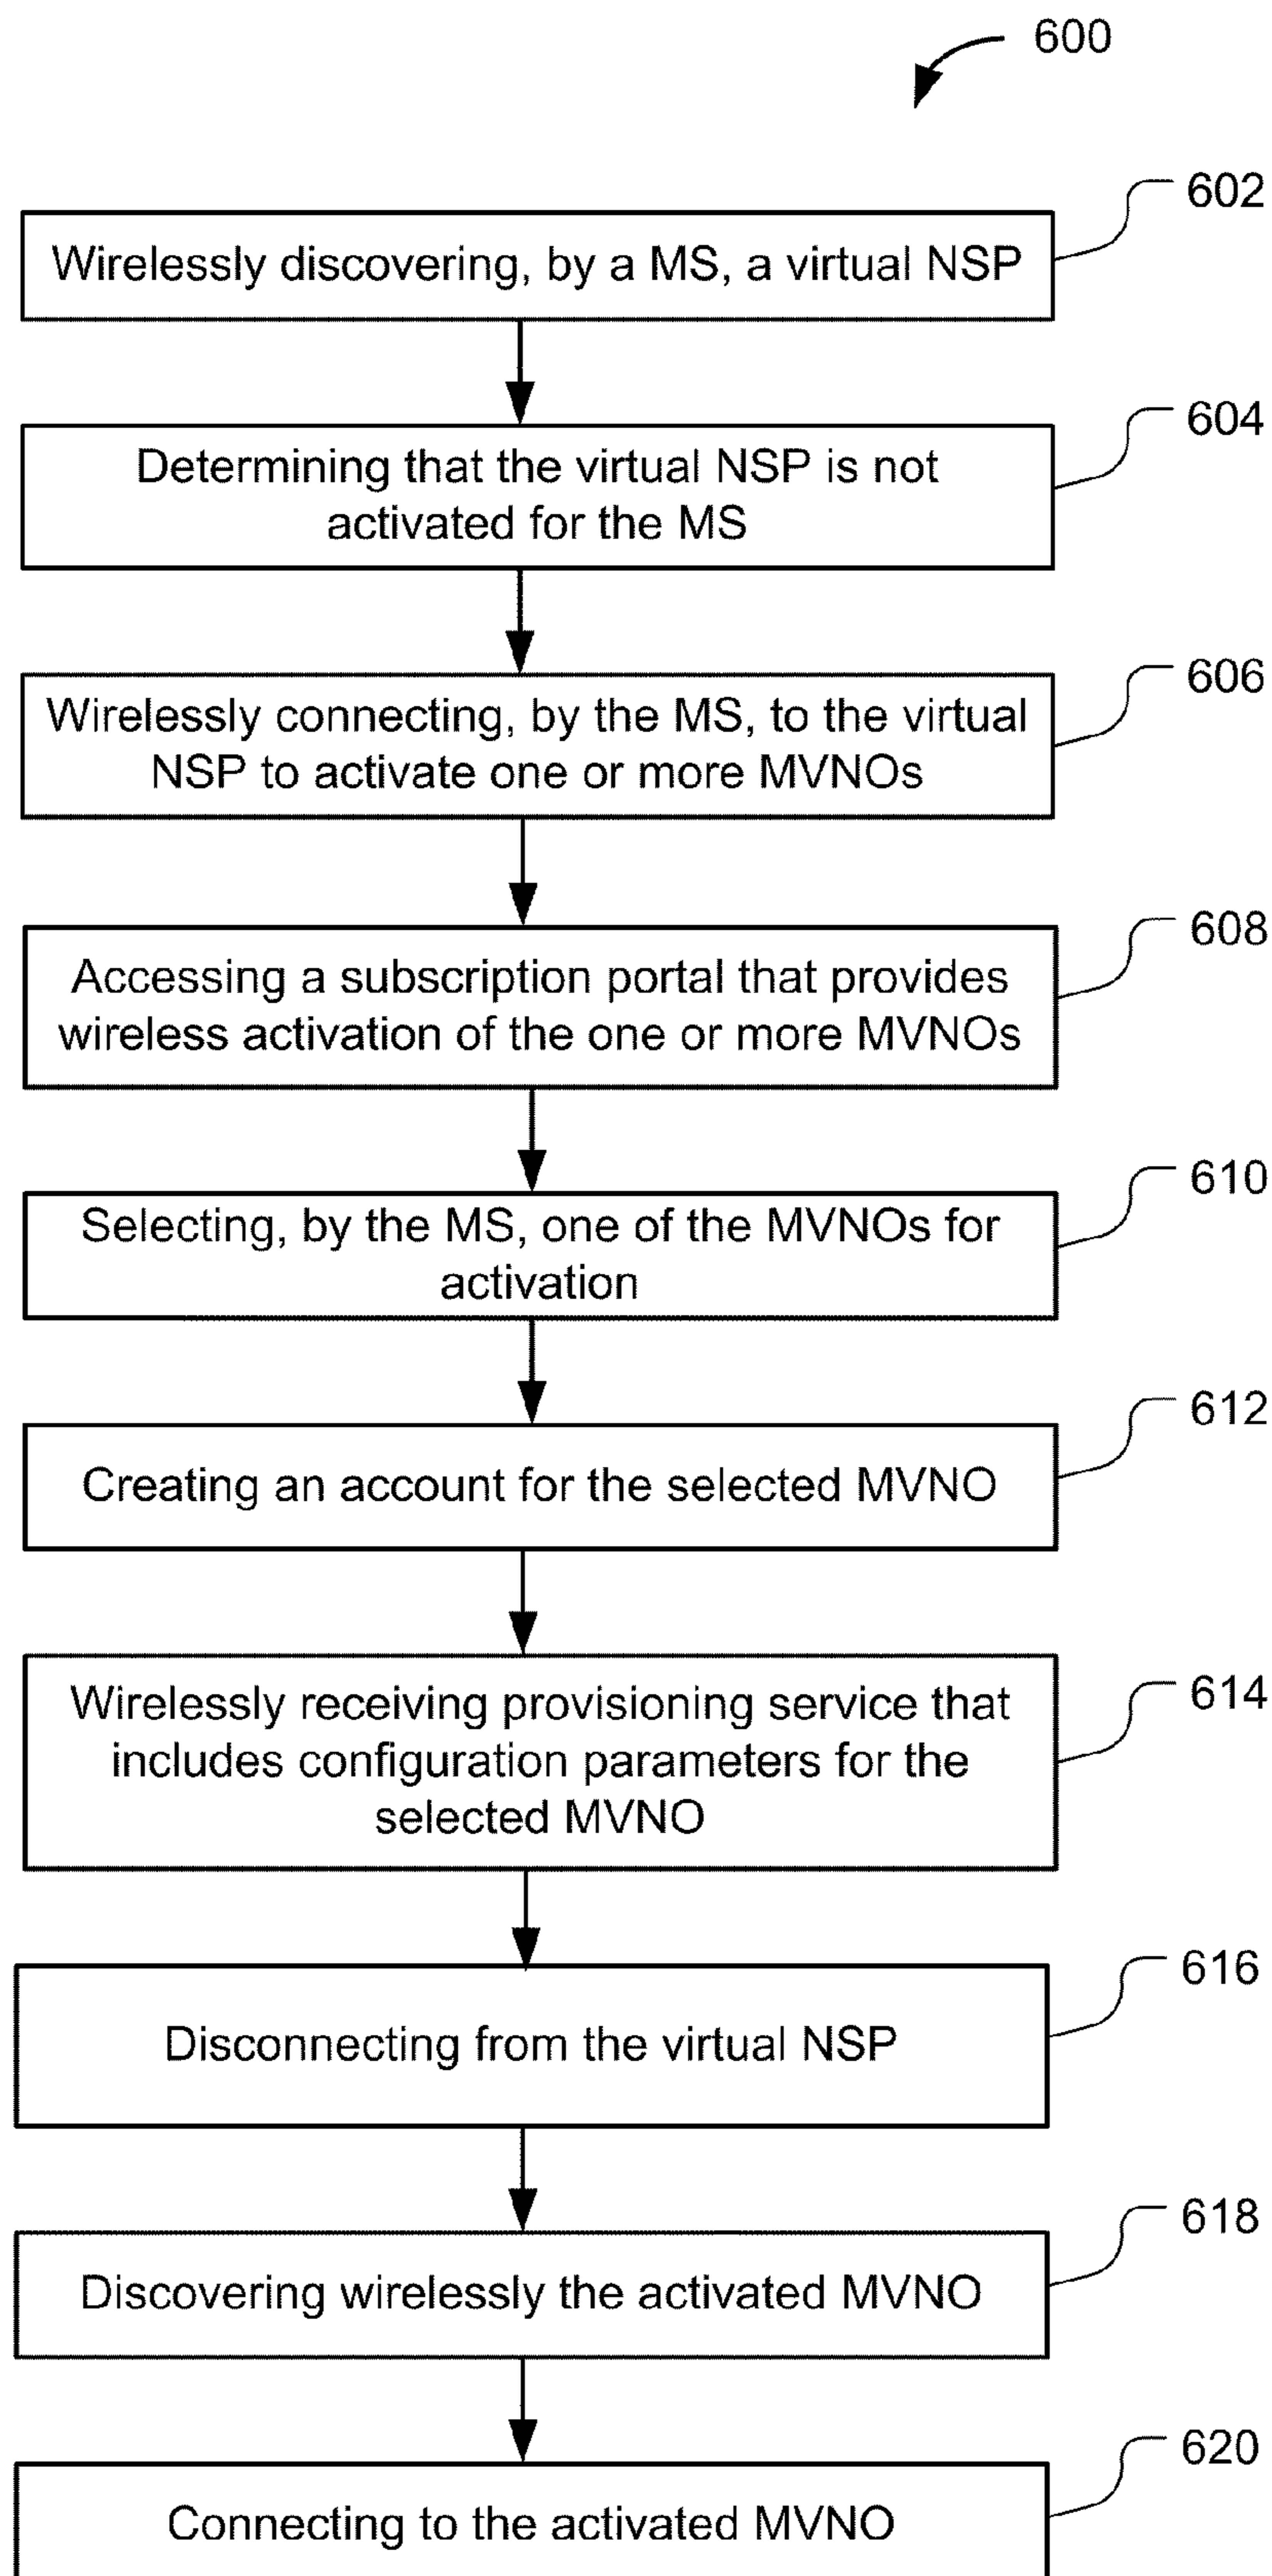 600
602
Wirelessly discovering, by a MS, a virtual NSP
604
Determining that the virtual NSP is not
activated for the MS
606
Wirelessly connecting, by the MS, to the virtual
NSP to activate one or more MVNOs
608
Accessing a subscription portal that provides
wireless activation of the one or more MVNOs
610
Selecting, by the MS, one of the MVNOs for
activation
612
Creating an account for the selected MVNO
614
Wirelessly receiving provisioning service that
includes configuration parameters for the
selected MVNO
616
Disconnecting from the virtual NSP
618
Discovering wirelessly the activated MVNO
620
Connecting to the activated MVNO